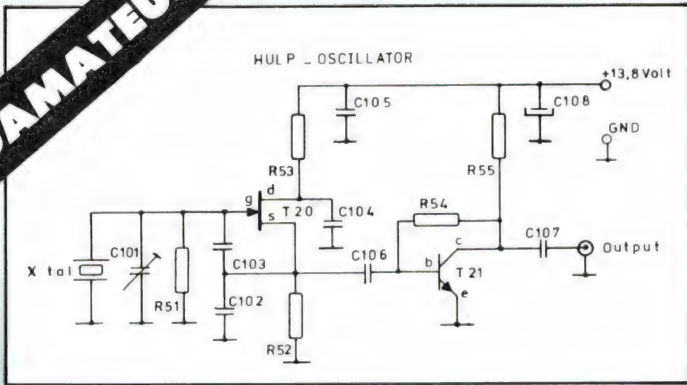 HULP _ OSCILLATOR
+13,8 Volt
C105
C108
GND
R53
R55
d
g
T20
s
C104
R54
C106
c
C107
Output
b
T21
e
X tal
C101
R51
C103
C102
R52